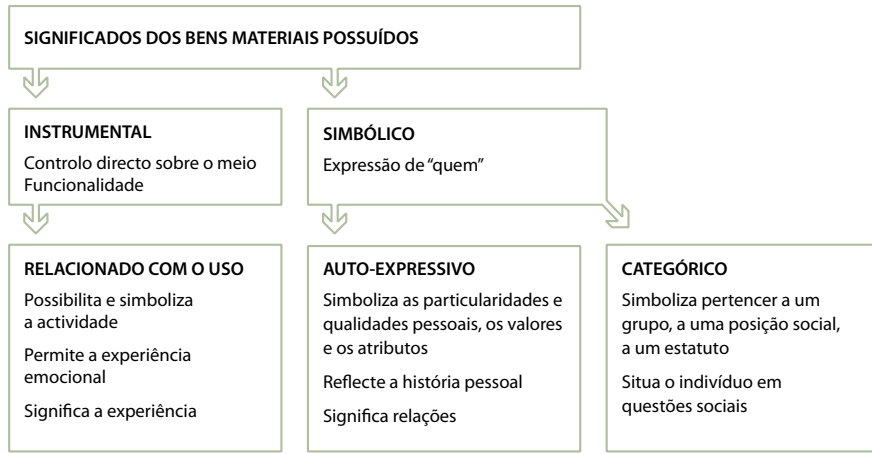 SIGNIFICADOS DOS BENS MATERIAIS POSSUÍDOS
INSTRUMENTAL
Controlo directo sobre o meio
Funcionalidade
SIMBÓLICO
Expressão de “quem”
RELACIONADO COM O USO
Possibilita e simboliza
a actividade
Permite a experiência
emocional
Significa a experiência
AUTO-EXPRESSIVO
Simboliza as particularidades e
qualidades pessoais, os valores
e os atributos
Reflecte a história pessoal
Significa relações
CATEGÓRICO
Simboliza pertencer a um
grupo, a uma posição social,
a um estatuto
Situa o indivíduo em
questões sociais